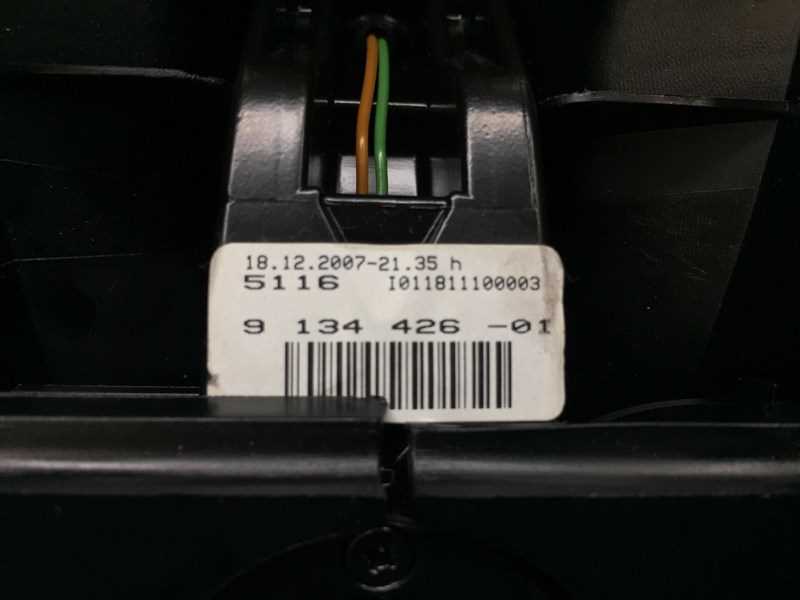 18.12.2007-21.35 h
5116 I011811100003
9 134 426 -01